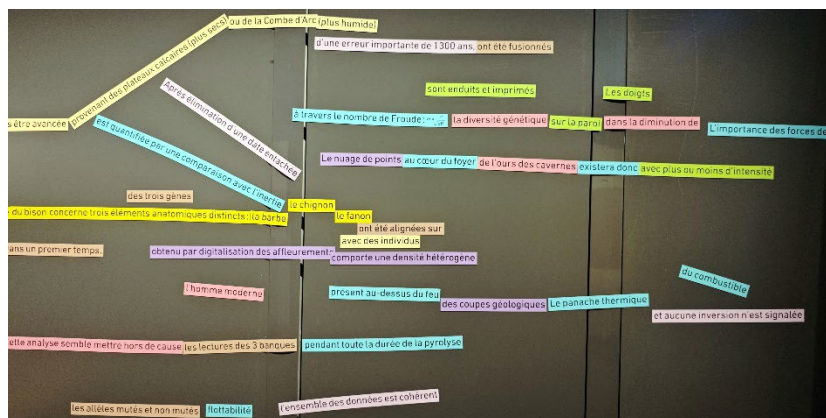 ou de la Combe d'Arc (plus humide)
provenant des plateaux calcaires (plus secs)
d'une erreur importante de 1300 ans, ont été fusionnés
Après élimination d'une date entachée
sont enduits et imprimés
Les doigts
s être avancée
est quantifiée par une comparaison avec l'inertie
à travers le nombre de Froude: la diversité génétique sur la paroi dans la diminution de L'importance des forces de
Le nuage de points au cœur du foyer de l'ours des cavernes existera donc avec plus ou moins d'intensité
des trois gènes
du bison concerne trois éléments anatomiques distincts : la barbe le chignon
le fanon
ont été alignées sur
avec des individus
ans un premier temps, obtenu par digitalisation des affleurements comporte une densité hétérogène
l'homme moderne présent au-dessus du feu
des coupes géologiques Le panache thermique
du combustible
et aucune inversion n'est signalée
ette analyse semble mettre hors de cause les lectures des 3 banques pendant toute la durée de la pyrolyse
les allèles mutés et non mutés flottabilité l'ensemble des données est cohérent